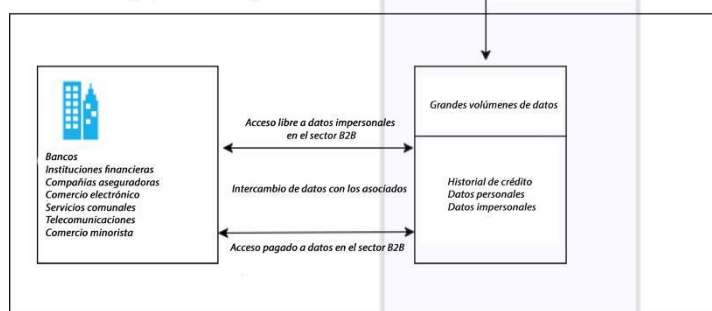 Bancos
Instituciones financieras
Compañías aseguradoras
Comercio electrónico
Servicios comunales
Telecomunicaciones
Comercio minorista
Acceso libre a datos impersonales
en el sector B2B
Intercambio de datos con los asociados
Acceso pagado a datos en el sector B2B
Grandes volúmenes de datos
Historial de crédito
Datos personales
Datos impersonales